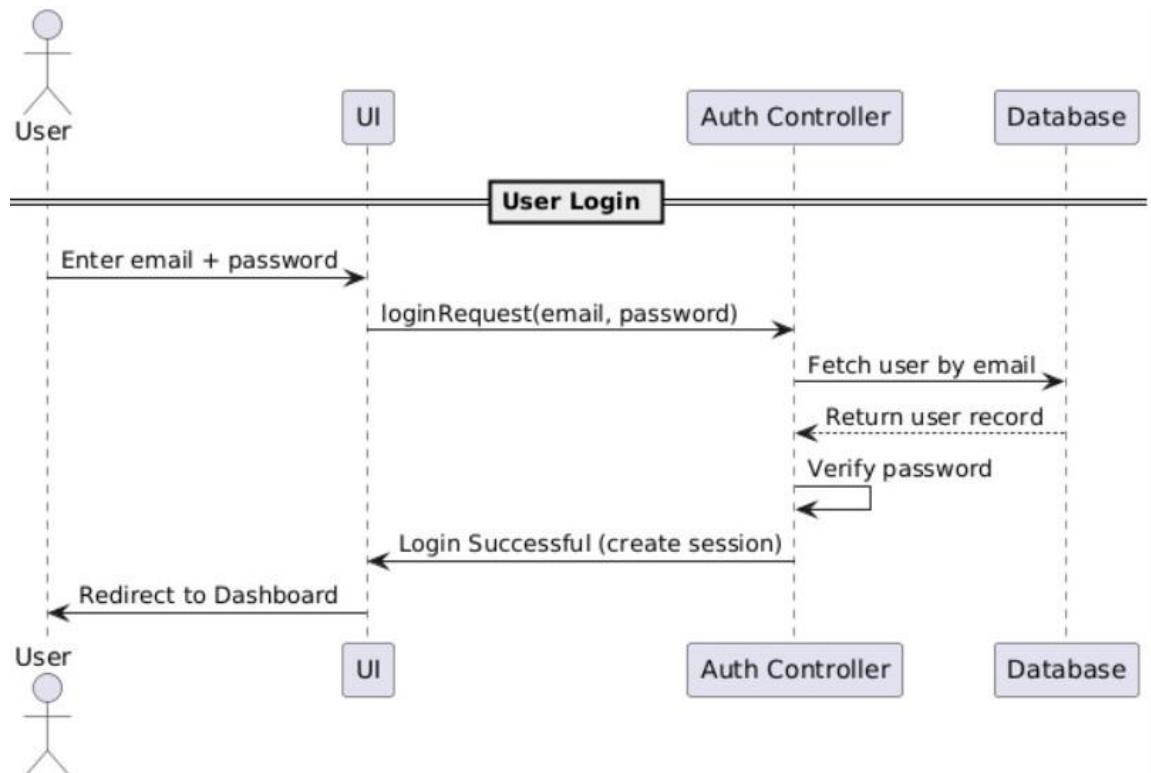 User
UI
Auth Controller
Database
User Login
Enter email + password
loginRequest(email, password)
Fetch user by email
Return user record
Verify password
Login Successful (create session)
Redirect to Dashboard
User
UI
Auth Controller
Database